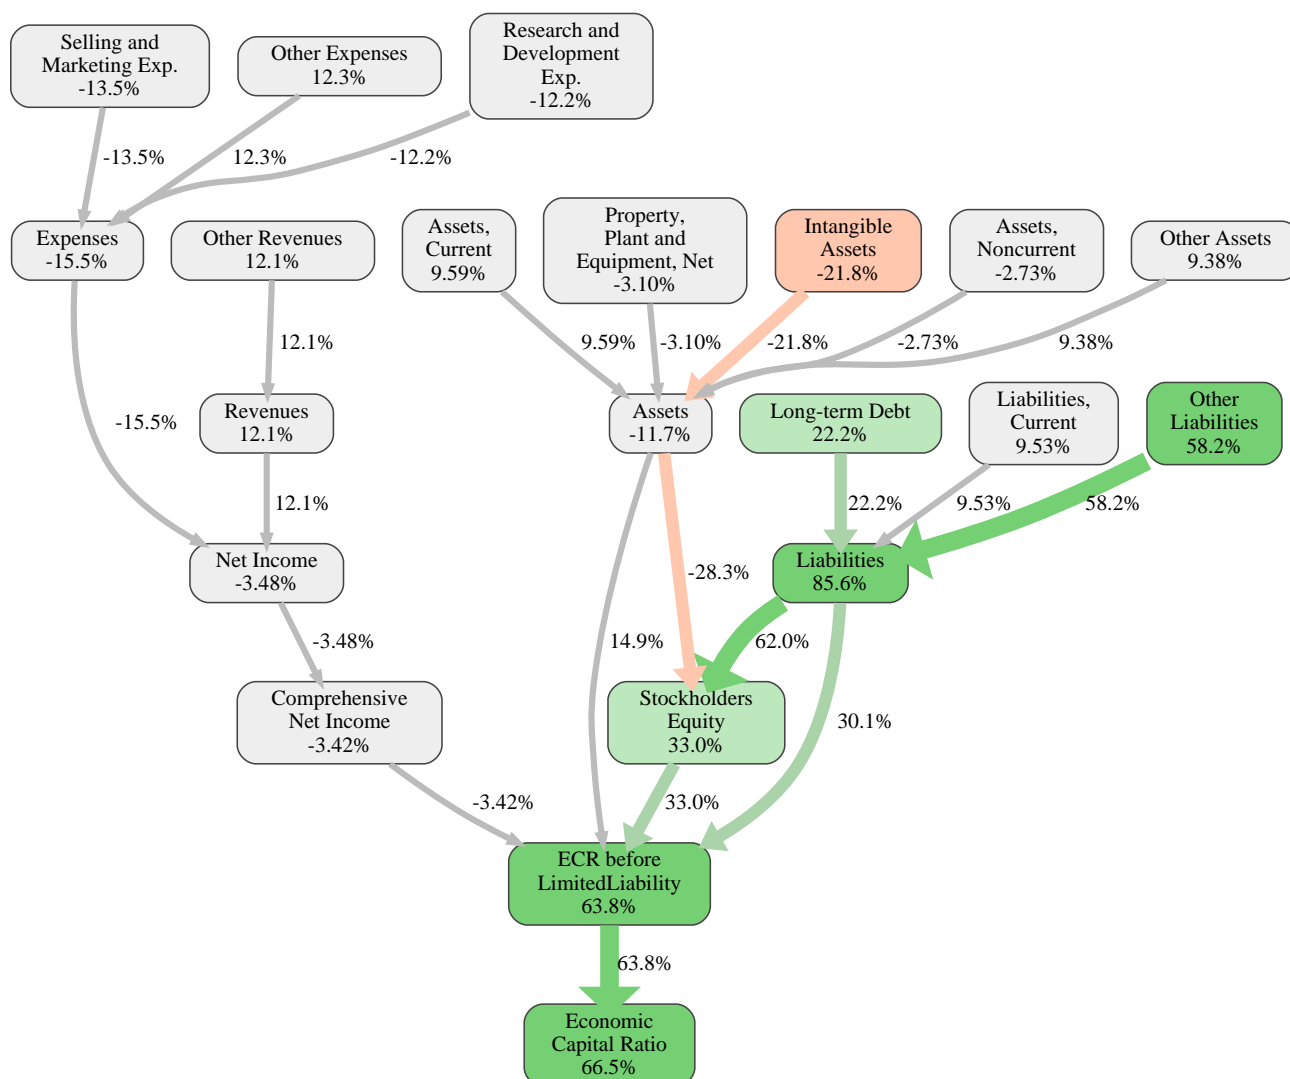 Selling and
Marketing Exp.
-13.5%
Other Expenses
12.3%
Research and
Development
Exp.
-12.2%
-13.5%
12.3%
-12.2%
Expenses
-15.5%
Other Revenues
12.1%
Assets,
Current
9.59%
Property,
Plant and
Equipment, Net
-3.10%
Intangible
Assets
-21.8%
Assets,
Noncurrent
-2.73%
Other Assets
9.38%
12.1%
9.59%
-3.10%
-21.8%
-2.73%
9.38%
-15.5%
Revenues
12.1%
Assets
-11.7%
Long-term Debt
22.2%
Liabilities,
Current
9.53%
Other
Liabilities
58.2%
12.1%
22.2%
9.53%
58.2%
Net Income
-3.48%
-28.3%
Liabilities
85.6%
-3.48%
14.9%
62.0%
Comprehensive
Net Income
-3.42%
Stockholders
Equity
33.0%
30.1%
-3.42%
33.0%
ECR before
LimitedLiability
63.8%
63.8%
Economic
Capital Ratio
66.5%